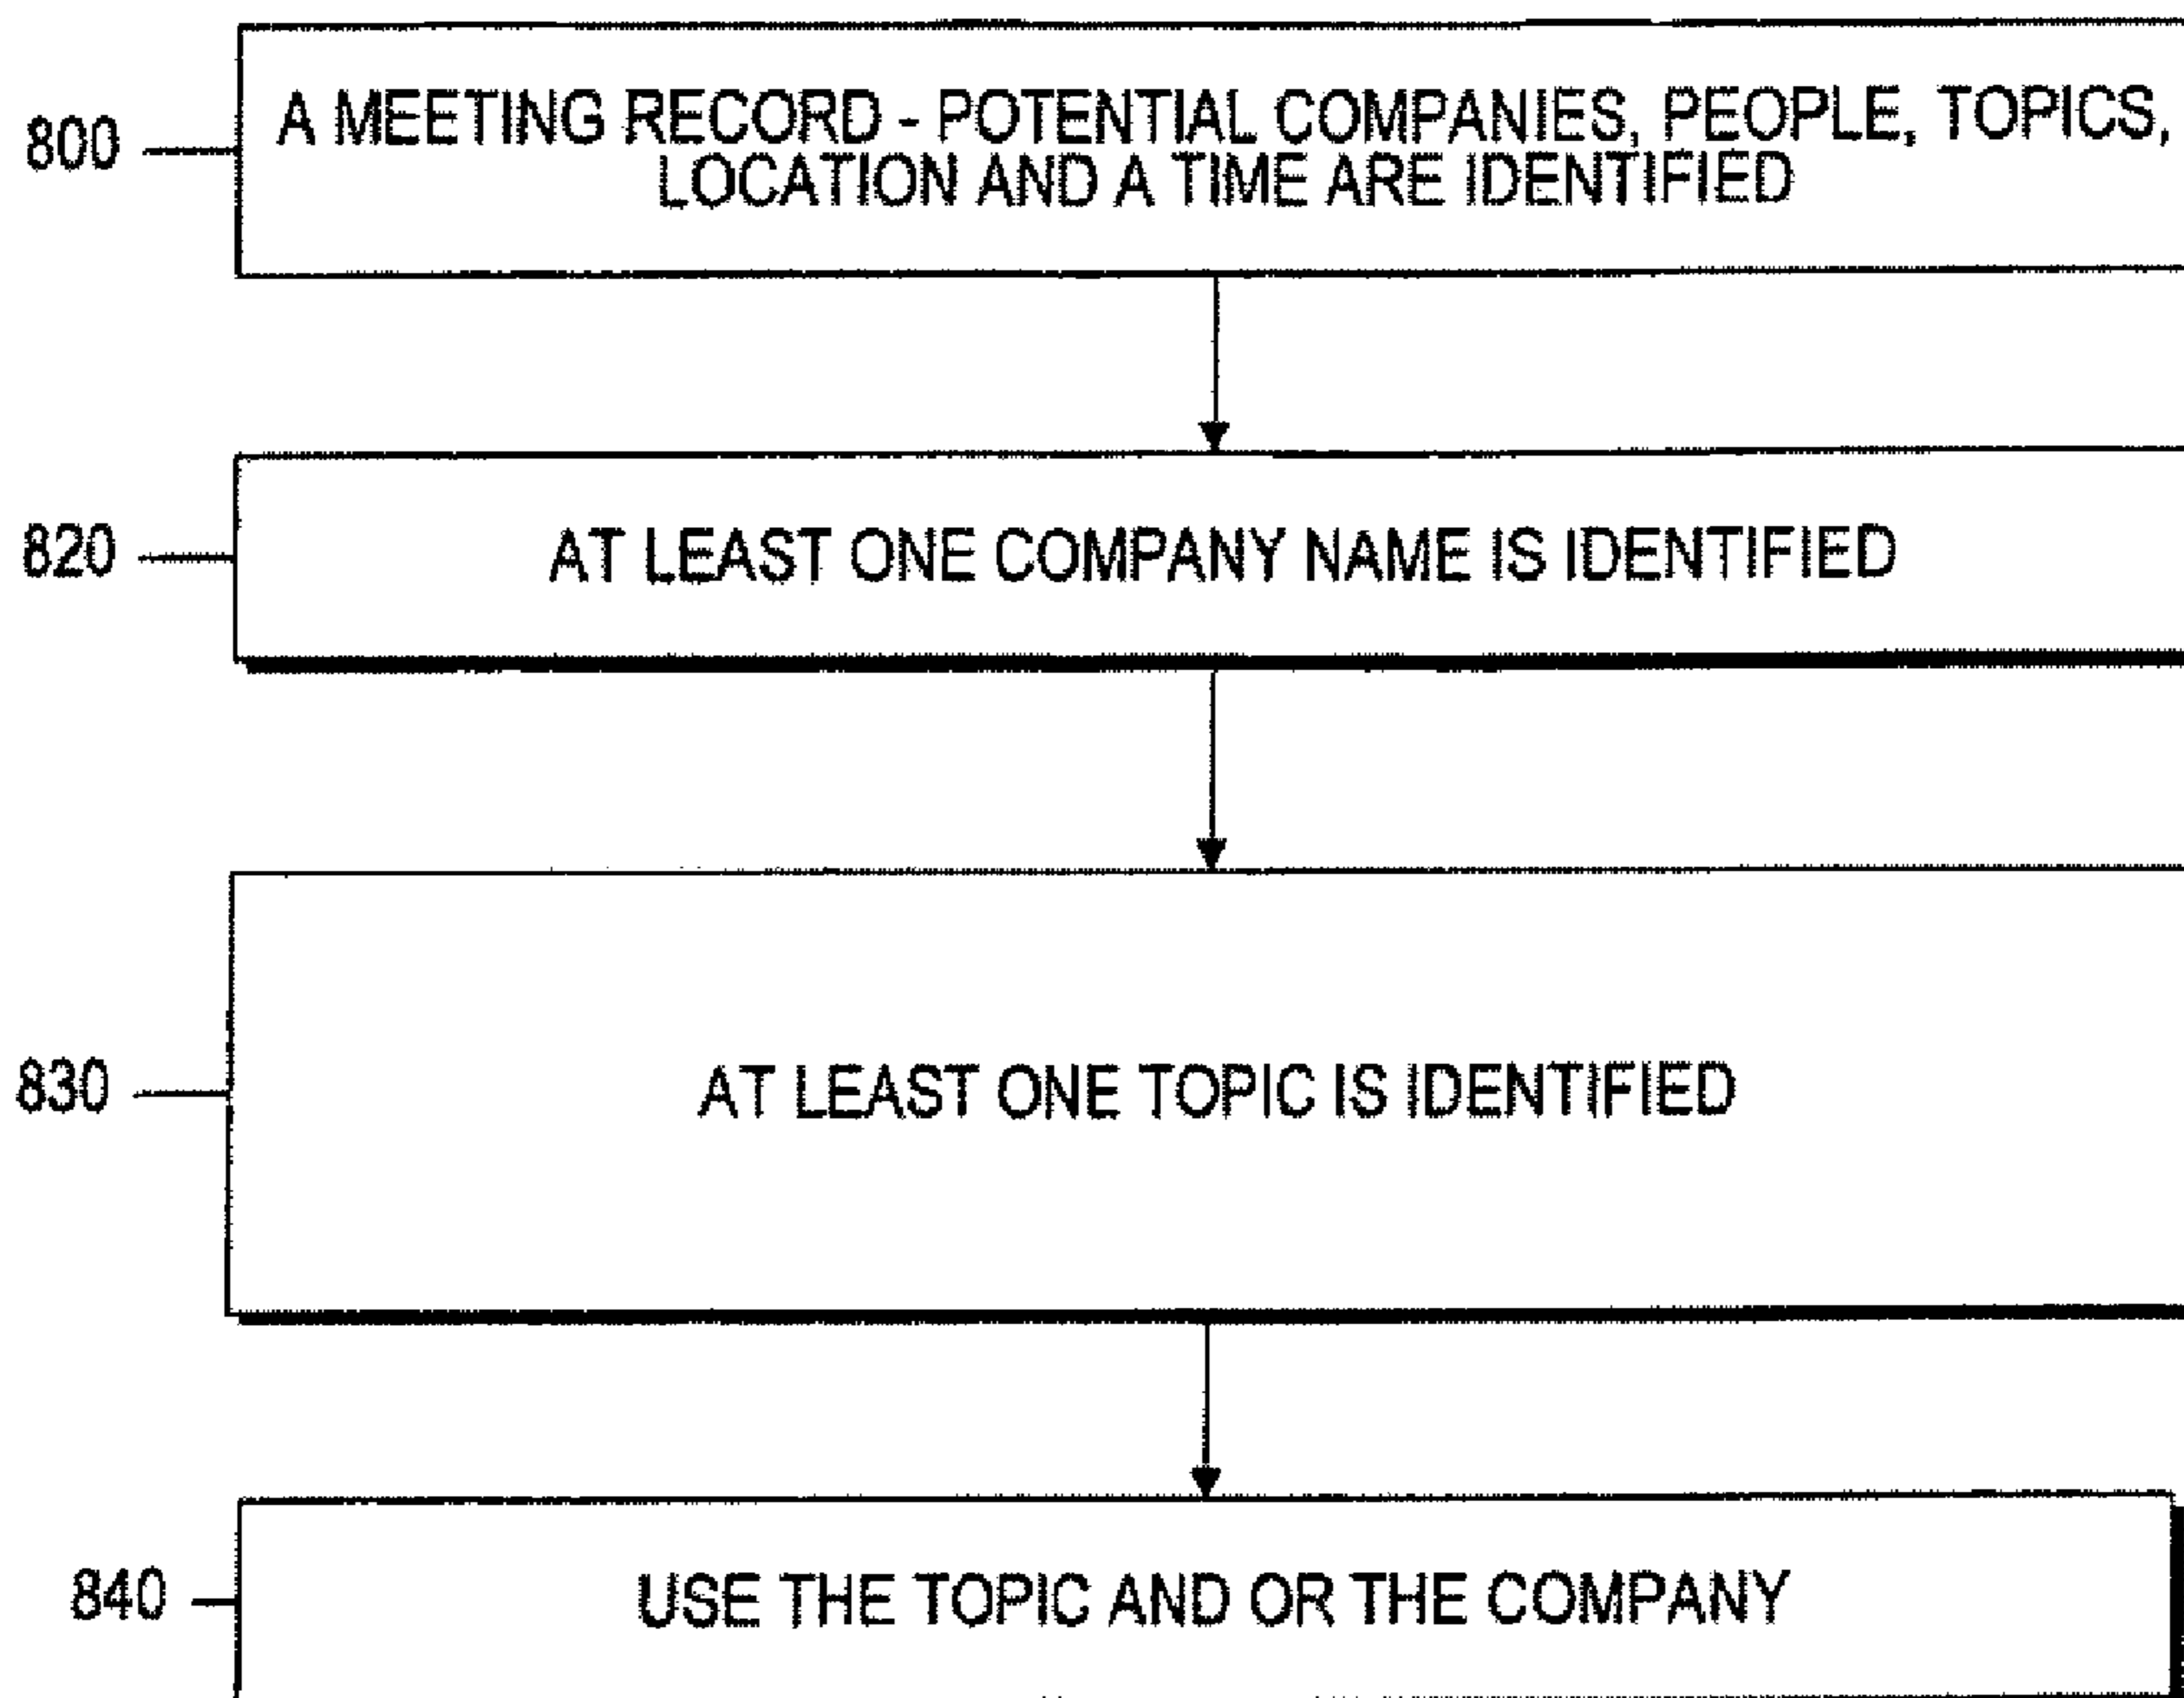 800
A MEETING RECORD - POTENTIAL COMPANIES, PEOPLE, TOPICS,
LOCATION AND A TIME ARE IDENTIFIED
820
AT LEAST ONE COMPANY NAME IS IDENTIFIED
830
AT LEAST ONE TOPIC IS IDENTIFIED
840
USE THE TOPIC AND OR THE COMPANY